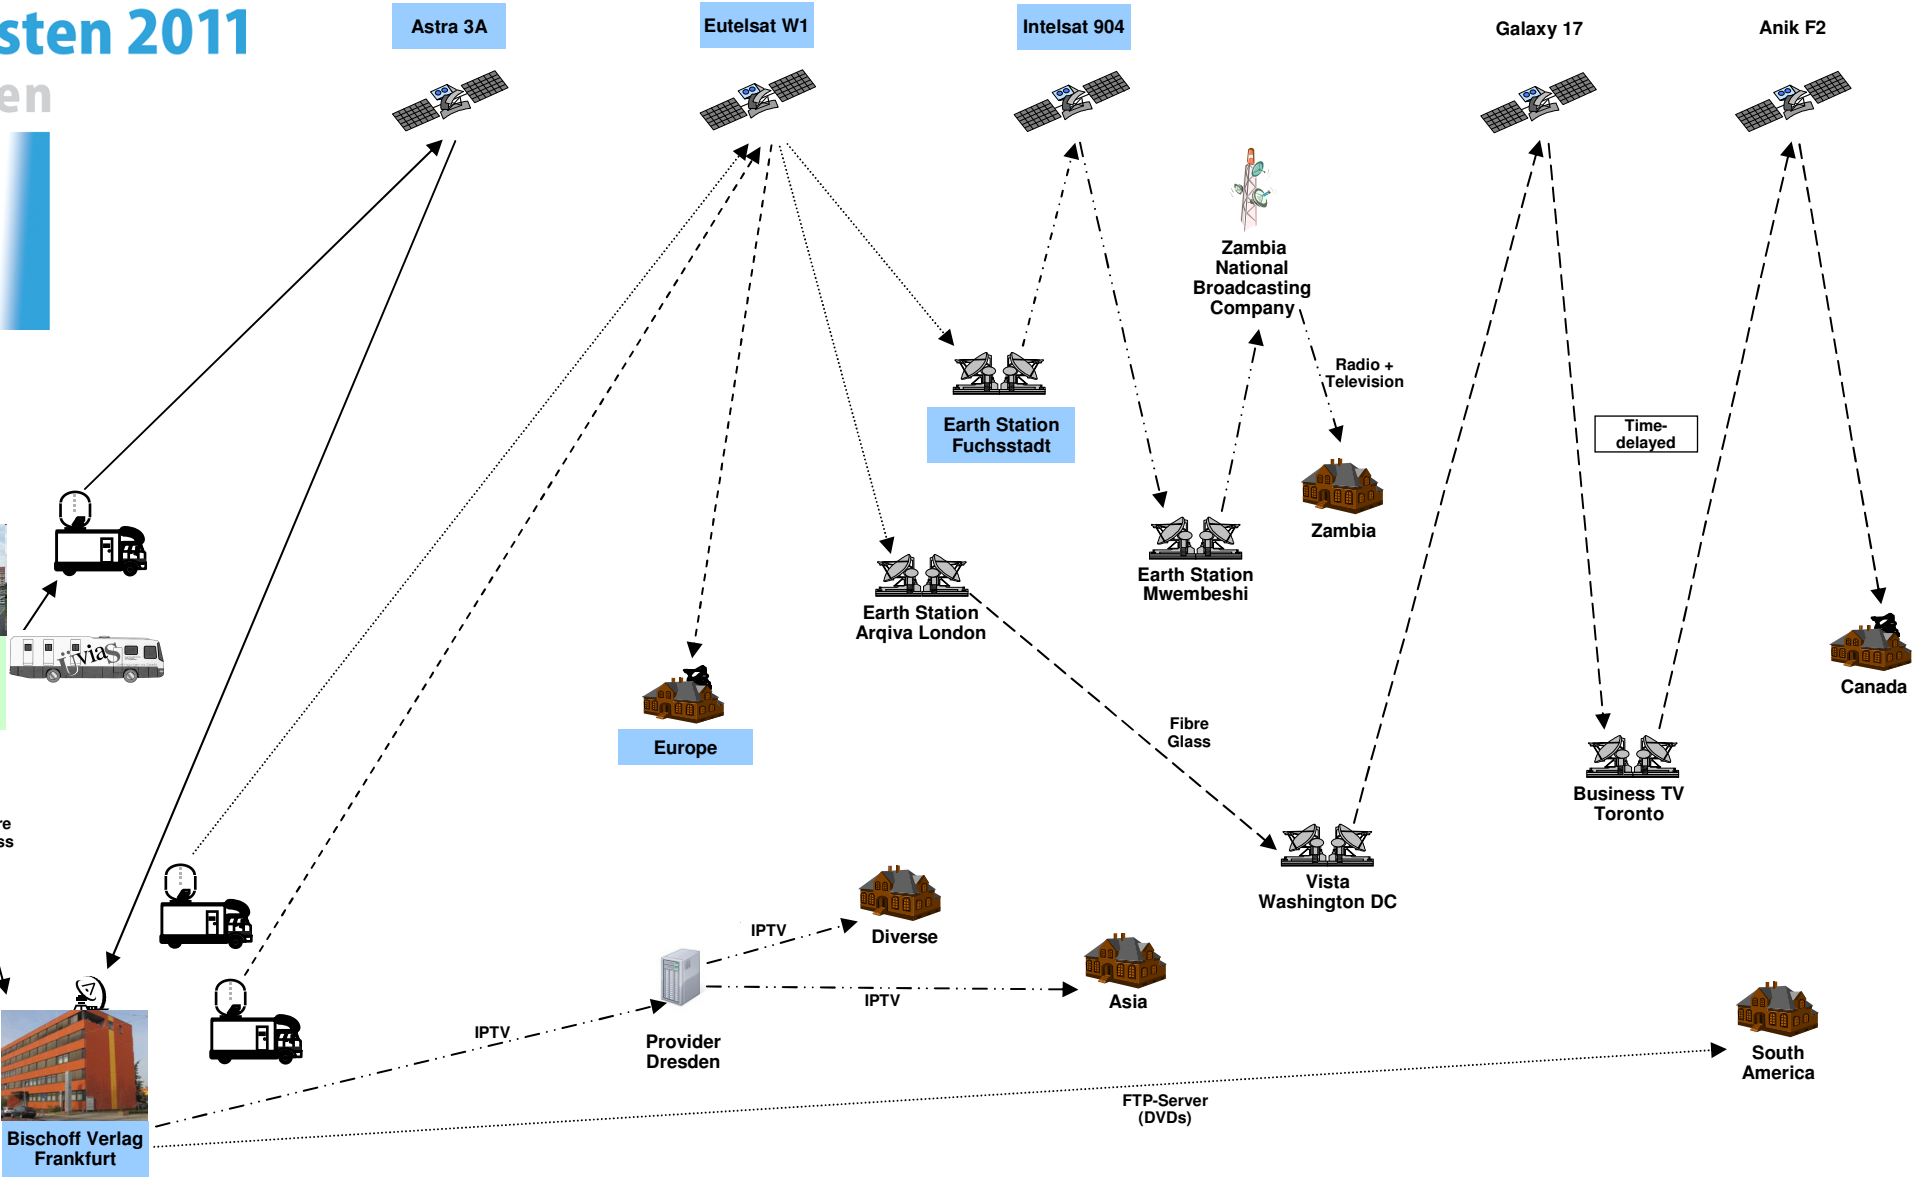 sten 2011
en
Astra 3A
Eutelsat W1
Intelsat 904
Galaxy 17
Anik F2
Zambia
National
Broadcasting
Company
Radio +
Television
Earth Station
Fuchsstadt
Time-
delayed
Zambia
Earth Station
Mwembeshi
Earth Station
Arqiva London
ÜviaS
Canada
Europe
Fibre
Glass
Business TV
Toronto
re
ss
Vista
Washington DC
IPTV
Diverse
IPTV
Asia
IPTV
Provider
Dresden
South
America
FTP-Server
(DVDs)
Bischoff Verlag
Frankfurt